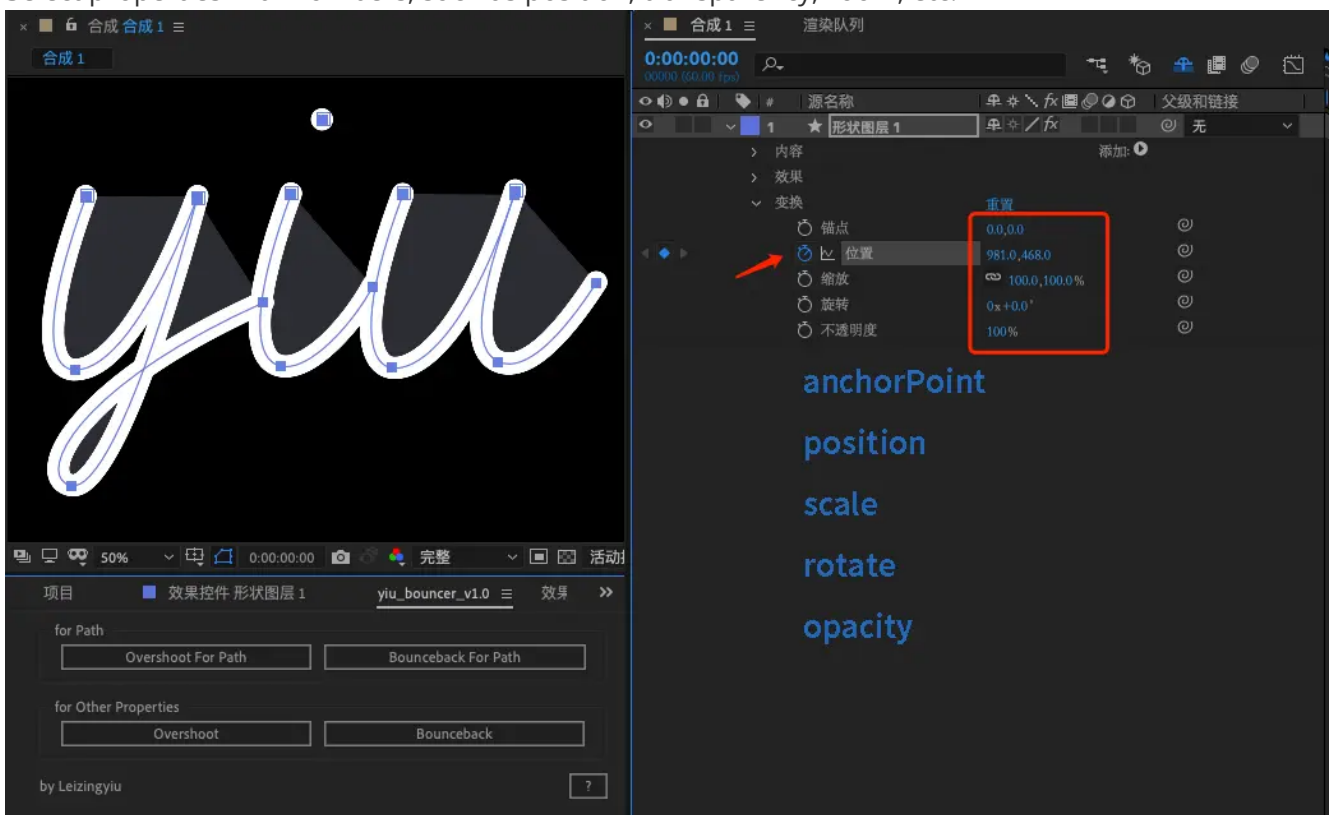 合成 合成 1
合成 1
yiu
50%
0:00:00:00
完整
项目
效果控件 形状图层 1
yiu_bouncer_v1.0
for Path
Overshoot For Path
Bounceback For Path
for Other Properties
Overshoot
Bounceback
by Leizingyiu
?
合成 1
渲染队列
0:00:00:00
00000 (60.00 fps)
# 源名称 fx 父级和链接
1 形状图层 1 fx 无
内容 添加:
效果
变换 重置
锚点 0.0,0.0
位置 981.0,468.0
缩放 100.0,100.0%
旋转 0x+0.0°
不透明度 100%
anchorPoint
position
scale
rotate
opacity